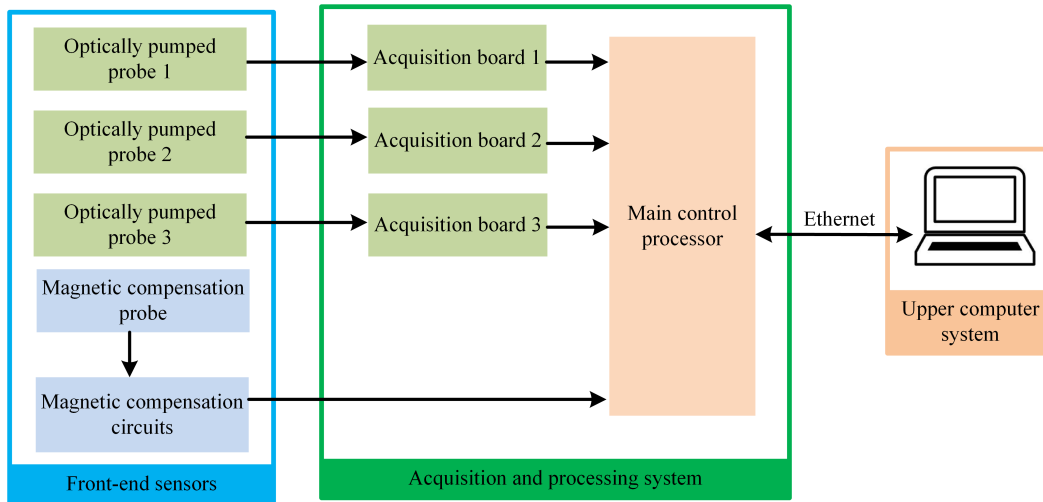 Optically pumped
probe 1
Acquisition board 1
Optically pumped
probe 2
Acquisition board 2
Optically pumped
probe 3
Acquisition board 3
Magnetic compensation
probe
Magnetic compensation
circuits
Front-end sensors
Main control
processor
Acquisition and processing system
Ethernet
Upper computer
system